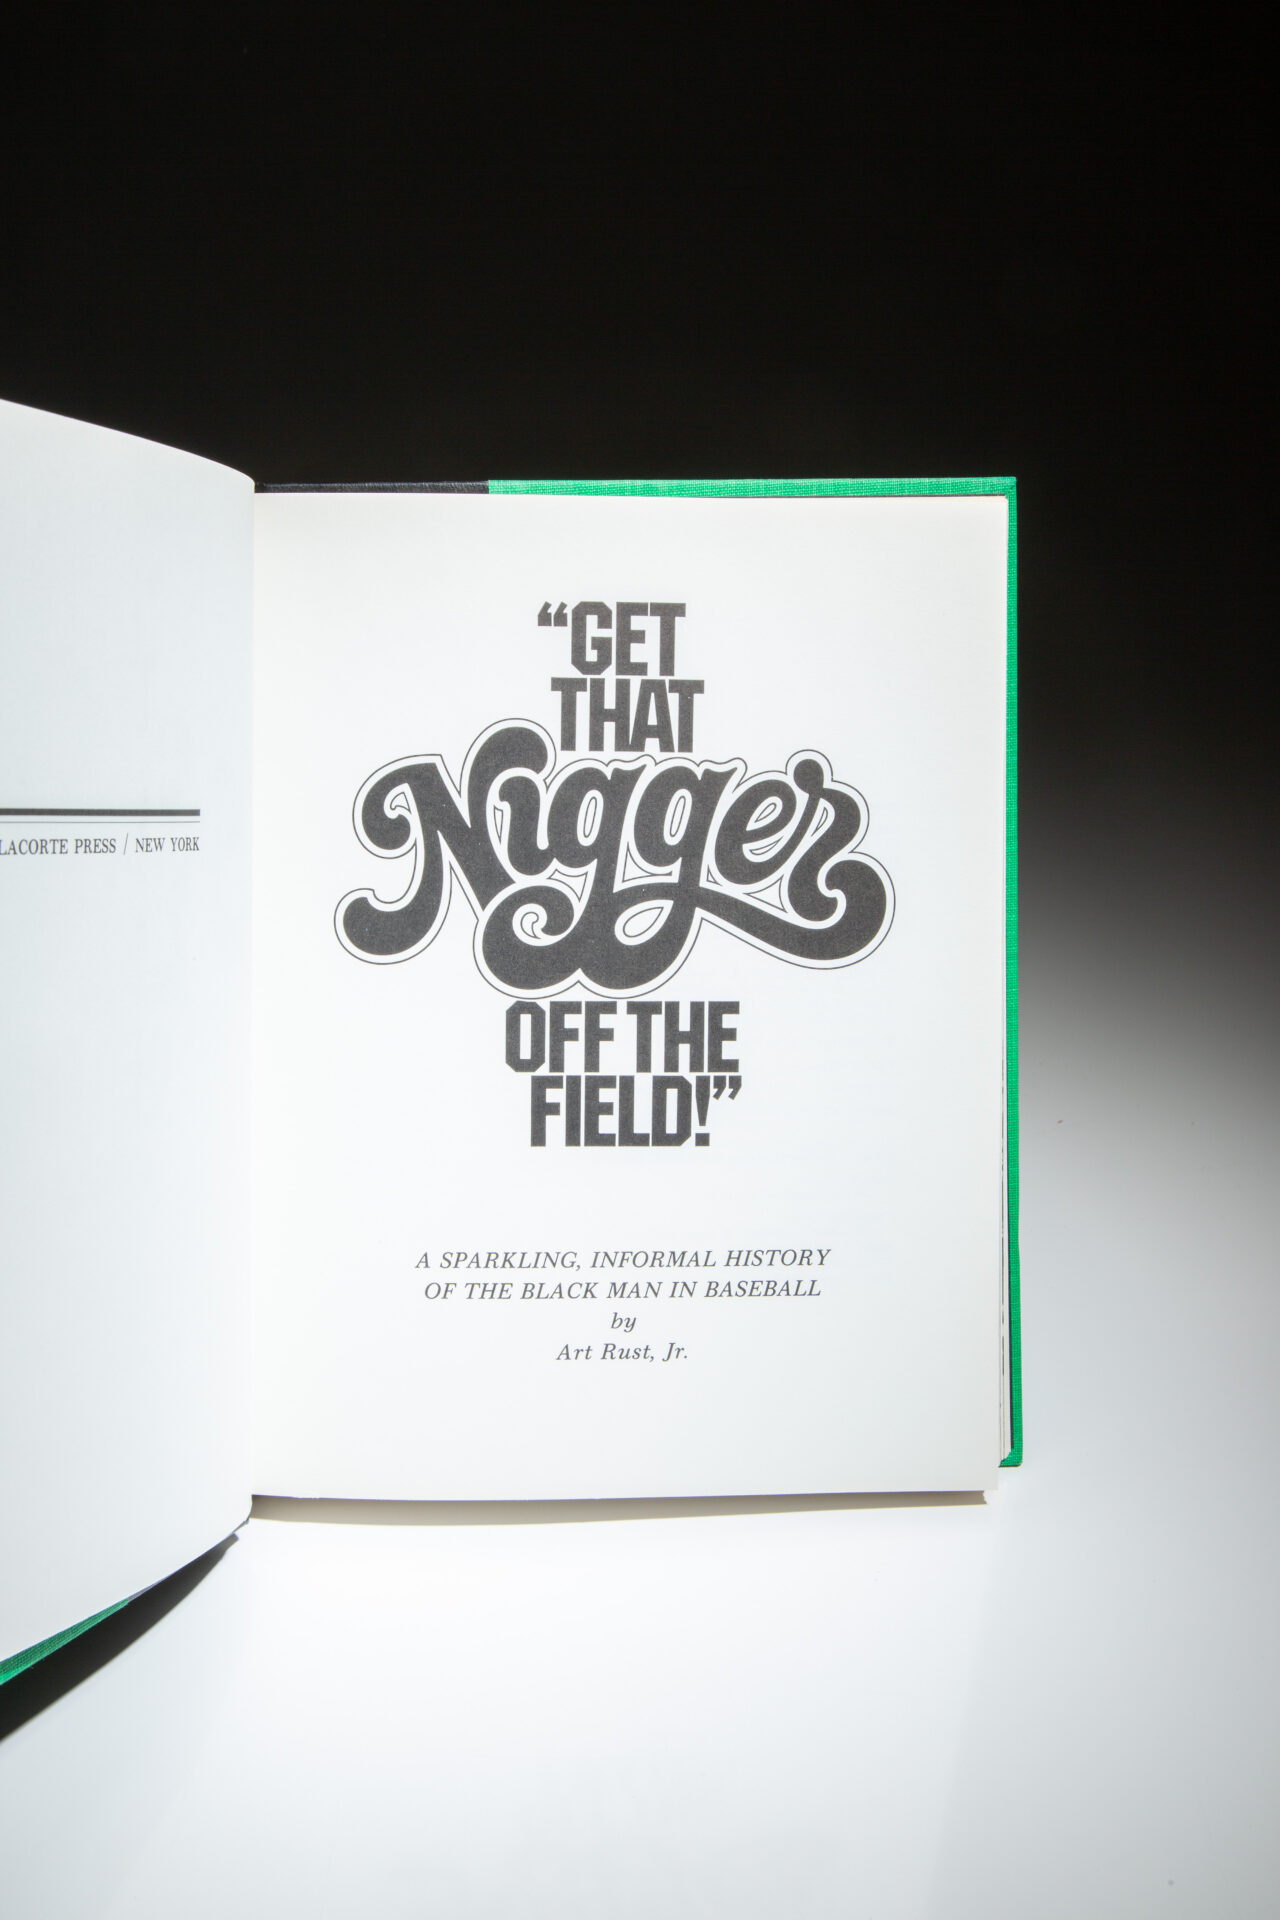 LACORTE PRESS / NEW YORK
“GET
THAT
Nigger
OFF THE
FIELD!”
A SPARKLING, INFORMAL HISTORY
OF THE BLACK MAN IN BASEBALL
by
Art Rust, Jr.